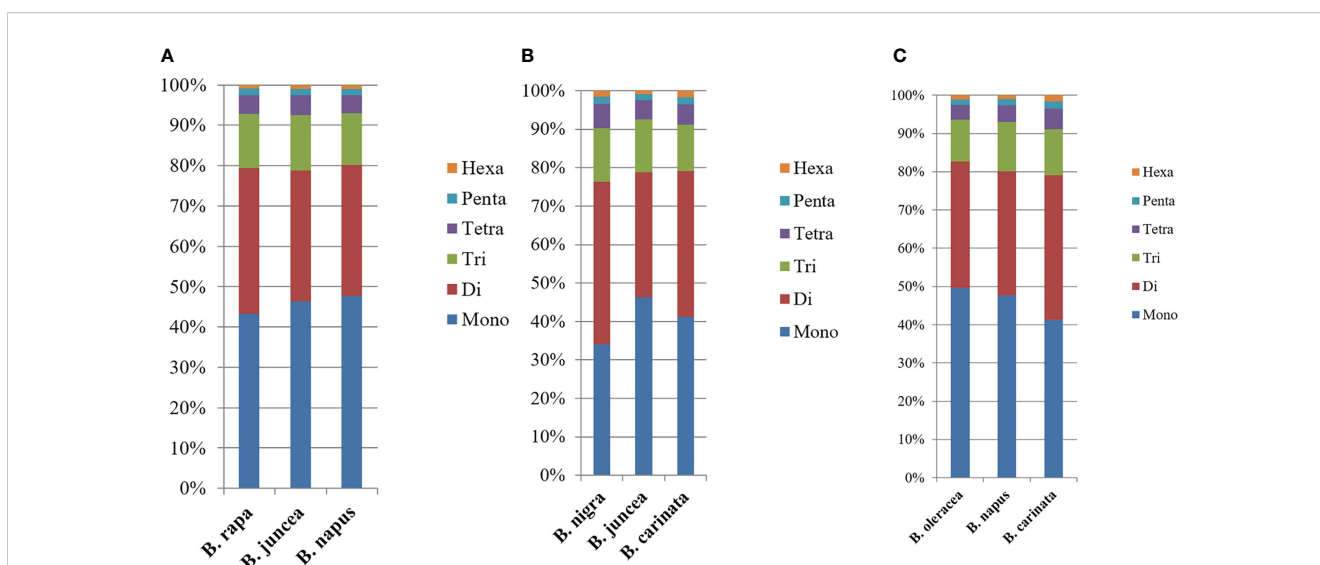 A
100%
90%
80%
70%
60%
50%
40%
30%
20%
10%
0%
B. rapa
B. juncea
B. napus
Hexa
Penta
Tetra
Tri
Di
Mono
B
100%
90%
80%
70%
60%
50%
40%
30%
20%
10%
0%
B. nigra
B. juncea
B. carinata
Hexa
Penta
Tetra
Tri
Di
Mono
C
100%
90%
80%
70%
60%
50%
40%
30%
20%
10%
0%
B. oleracea
B. napus
B. carinata
Hexa
Penta
Tetra
Tri
Di
Mono